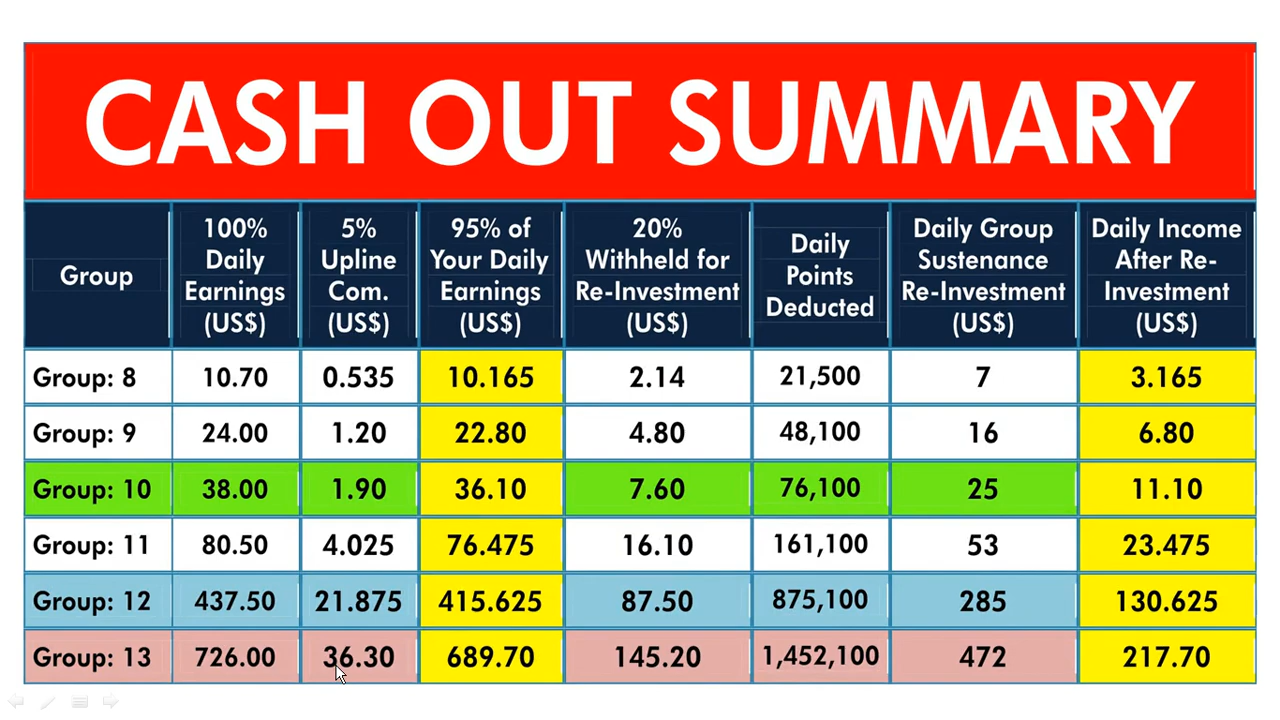 CASH OUT SUMMARY
Group
100%
Daily
Earnings
(US$)
5%
Upline
Com.
(US$)
95% of
Your Daily
Earnings
(US$)
20%
Withheld for
Re-Investment
(US$)
Daily
Points
Deducted
Daily Group
Sustenance
Re-Investment
(US$)
Daily Income
After Re-
Investment
(US$)
Group: 8 10.70 0.535 10.165 2.14 21,500 7 3.165
Group: 9 24.00 1.20 22.80 4.80 48,100 16 6.80
Group: 10 38.00 1.90 36.10 7.60 76,100 25 11.10
Group: 11 80.50 4.025 76.475 16.10 161,100 53 23.475
Group: 12 437.50 21.875 415.625 87.50 875,100 285 130.625
Group: 13 726.00 36.30 689.70 145.20 1,452,100 472 217.70